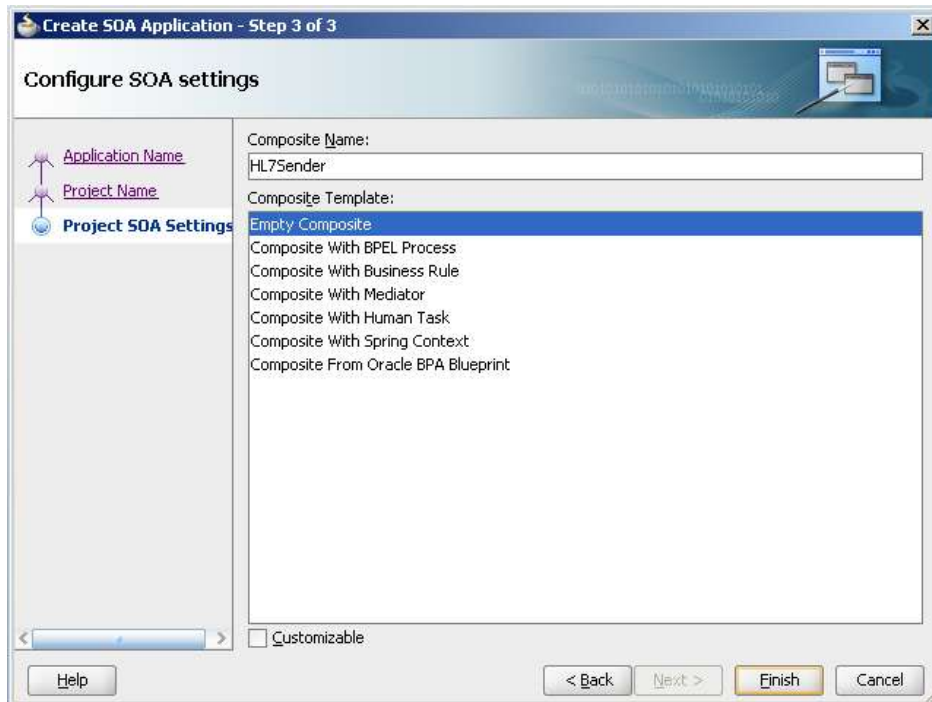 Create SOA Application - Step 3 of 3
Configure SOA settings
Application Name
Project Name
Project SOA Settings
Composite Name:
HL7Sender
Composite Template:
Empty Composite
Composite With BPEL Process
Composite With Business Rule
Composite With Mediator
Composite With Human Task
Composite With Spring Context
Composite From Oracle BPA Blueprint
Customizable
Help
< Back
Next >
Finish
Cancel